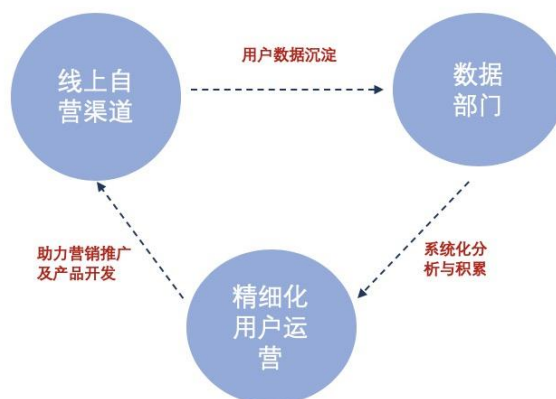 用户数据沉淀
线上自
营渠道
数据
部门
助力营销推广
及产品开发
系统化分
析与积累
精细化
用户运
营